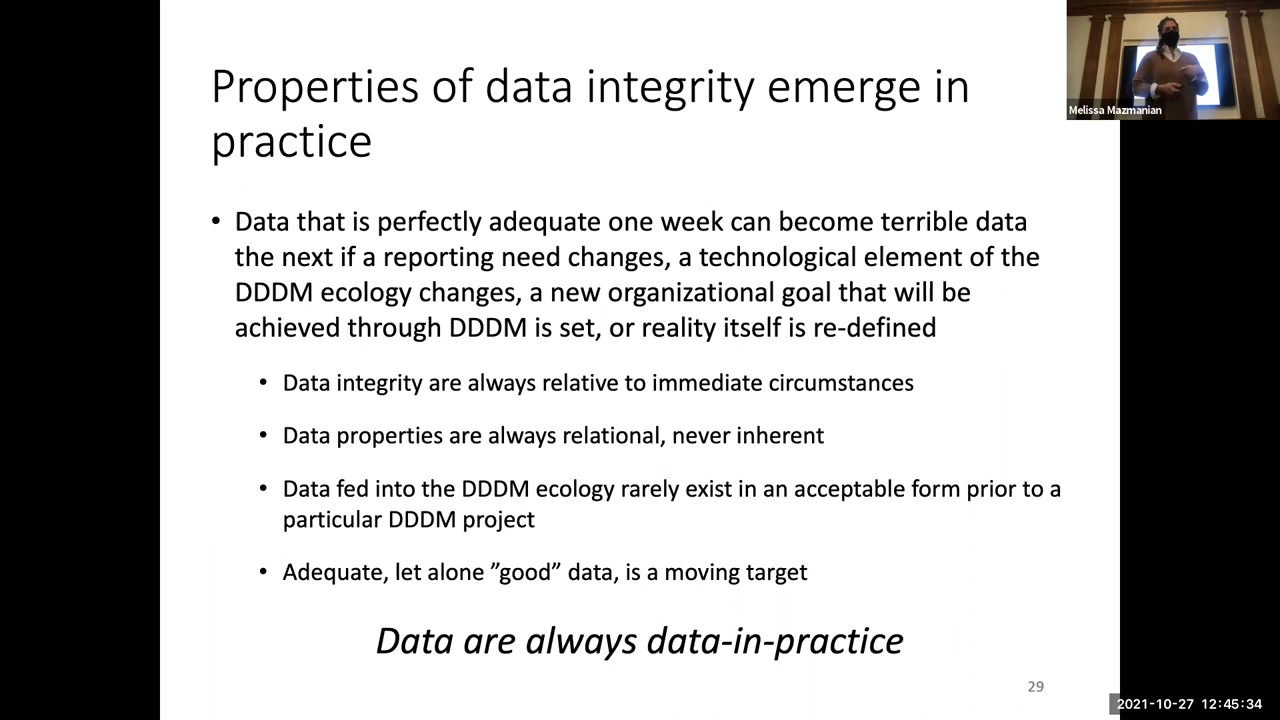 Properties of data integrity emerge in
practice
Melissa Mazmanian
• Data that is perfectly adequate one week can become terrible data
the next if a reporting need changes, a technological element of the
DDDM ecology changes, a new organizational goal that will be
achieved through DDDM is set, or reality itself is re-defined
• Data integrity are always relative to immediate circumstances
• Data properties are always relational, never inherent
• Data fed into the DDDM ecology rarely exist in an acceptable form prior to a
particular DDDM project
• Adequate, let alone ”good” data, is a moving target
Data are always data-in-practice
29
2021-10-27 12:45:34